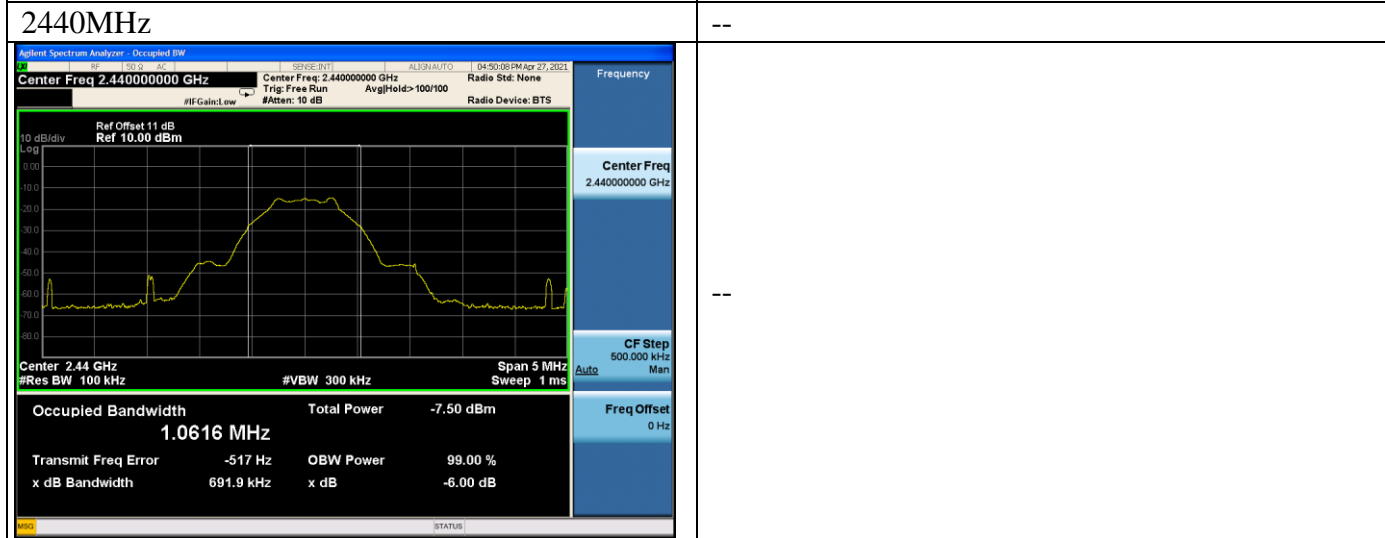 2440MHz
--
Agilent Spectrum Analyzer - Occupied BW
RF 50 Ω AC SENSE:INT ALIGNAUTO 04:50:08 PM Apr 27, 2021
Center Freq 2.440000000 GHz
Center Freq: 2.440000000 GHz Radio Std: None
Trig: Free Run Avg|Hold:>100/100
#IFGain:Low #Atten: 10 dB Radio Device: BTS
Frequency
Ref Offset 11 dB
10 dB/div Ref 10.00 dBm
Log
0.00
-10.0
-20.0
-30.0
-40.0
-50.0
-60.0
-70.0
-80.0
Center 2.44 GHz Span 5 MHz
#Res BW 100 kHz #VBW 300 kHz Sweep 1 ms
Center Freq
2.440000000 GHz
CF Step
500.000 kHz
Auto Man
Freq Offset
0 Hz
Occupied Bandwidth Total Power -7.50 dBm
1.0616 MHz
Transmit Freq Error -517 Hz OBW Power 99.00 %
x dB Bandwidth 691.9 kHz x dB -6.00 dB
MSG STATUS
--